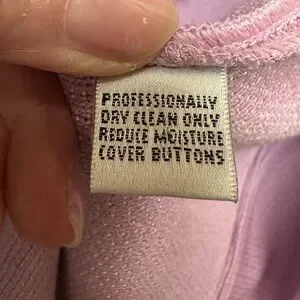 PROFESSIONALLY
DRY CLEAN ONLY
REDUCE MOISTURE
COVER BUTTONS